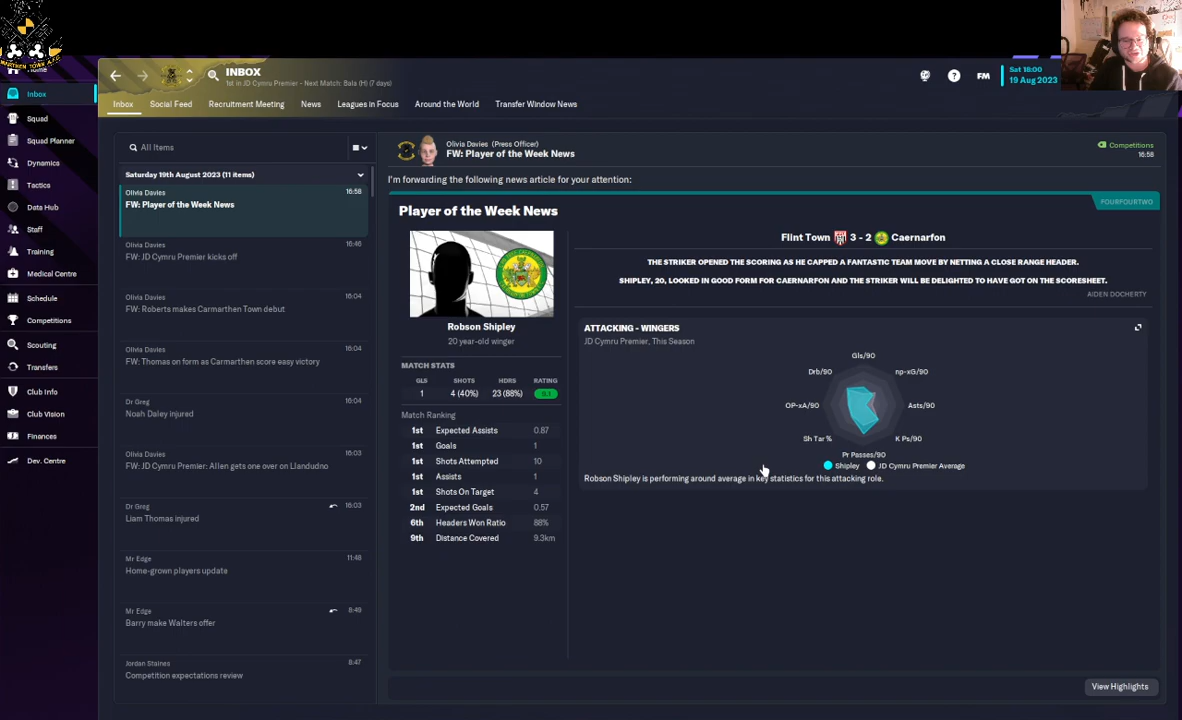 MARTHEN TOWN A.F.C
Home
INBOX
1st in JD Cymru Premier - Next Match: Bala (H) (7 days)
FM
Sat 18:00
19 Aug 2023
Inbox
Squad
Squad Planner
Dynamics
Tactics
Data Hub
Staff
Training
Medical Centre
Schedule
Competitions
Scouting
Transfers
Club Info
Club Vision
Finances
Dev. Centre
Inbox Social Feed Recruitment Meeting News Leagues in Focus Around the World Transfer Window News
All Items
Saturday 19th August 2023 (11 items)
Olivia Davies 16:58
FW: Player of the Week News
Olivia Davies 16:46
FW: JD Cymru Premier kicks off
Olivia Davies 16:04
FW: Roberts makes Carmarthen Town debut
Olivia Davies 16:04
FW: Thomas on form as Carmarthen score easy victory
Dr Greg 16:04
Noah Daley injured
Olivia Davies 16:03
FW: JD Cymru Premier: Allen gets one over on Llandudno
Dr Greg 16:03
Liam Thomas injured
Mr Edge 11:48
Home-grown players update
Mr Edge 8:49
Barry make Walters offer
Jordan Staines 8:47
Competition expectations review
Olivia Davies (Press Officer)
FW: Player of the Week News
Competitions
16:58
I'm forwarding the following news article for your attention:
FOURFOURTWO
Player of the Week News
Robson Shipley
20 year-old winger
MATCH STATS
GLS SHOTS HDRS RATING
1 4 (40%) 23 (88%) 9.1
Match Ranking
1st Expected Assists 0.87
1st Goals 1
1st Shots Attempted 10
1st Assists 1
1st Shots On Target 4
2nd Expected Goals 0.57
6th Headers Won Ratio 88%
9th Distance Covered 9.3km
Flint Town 3 - 2 Caernarfon
THE STRIKER OPENED THE SCORING AS HE CAPPED A FANTASTIC TEAM MOVE BY NETTING A CLOSE RANGE HEADER.
SHIPLEY, 20, LOOKED IN GOOD FORM FOR CAERNARFON AND THE STRIKER WILL BE DELIGHTED TO HAVE GOT ON THE SCORESHEET.
AIDEN DOCHERTY
ATTACKING - WINGERS
JD Cymru Premier, This Season
Gls/90
np-xG/90
Asts/90
K Ps/90
Pr Passes/90
Sh Tar %
OP-xA/90
Drb/90
Shipley JD Cymru Premier Average
Robson Shipley is performing around average in key statistics for this attacking role.
View Highlights